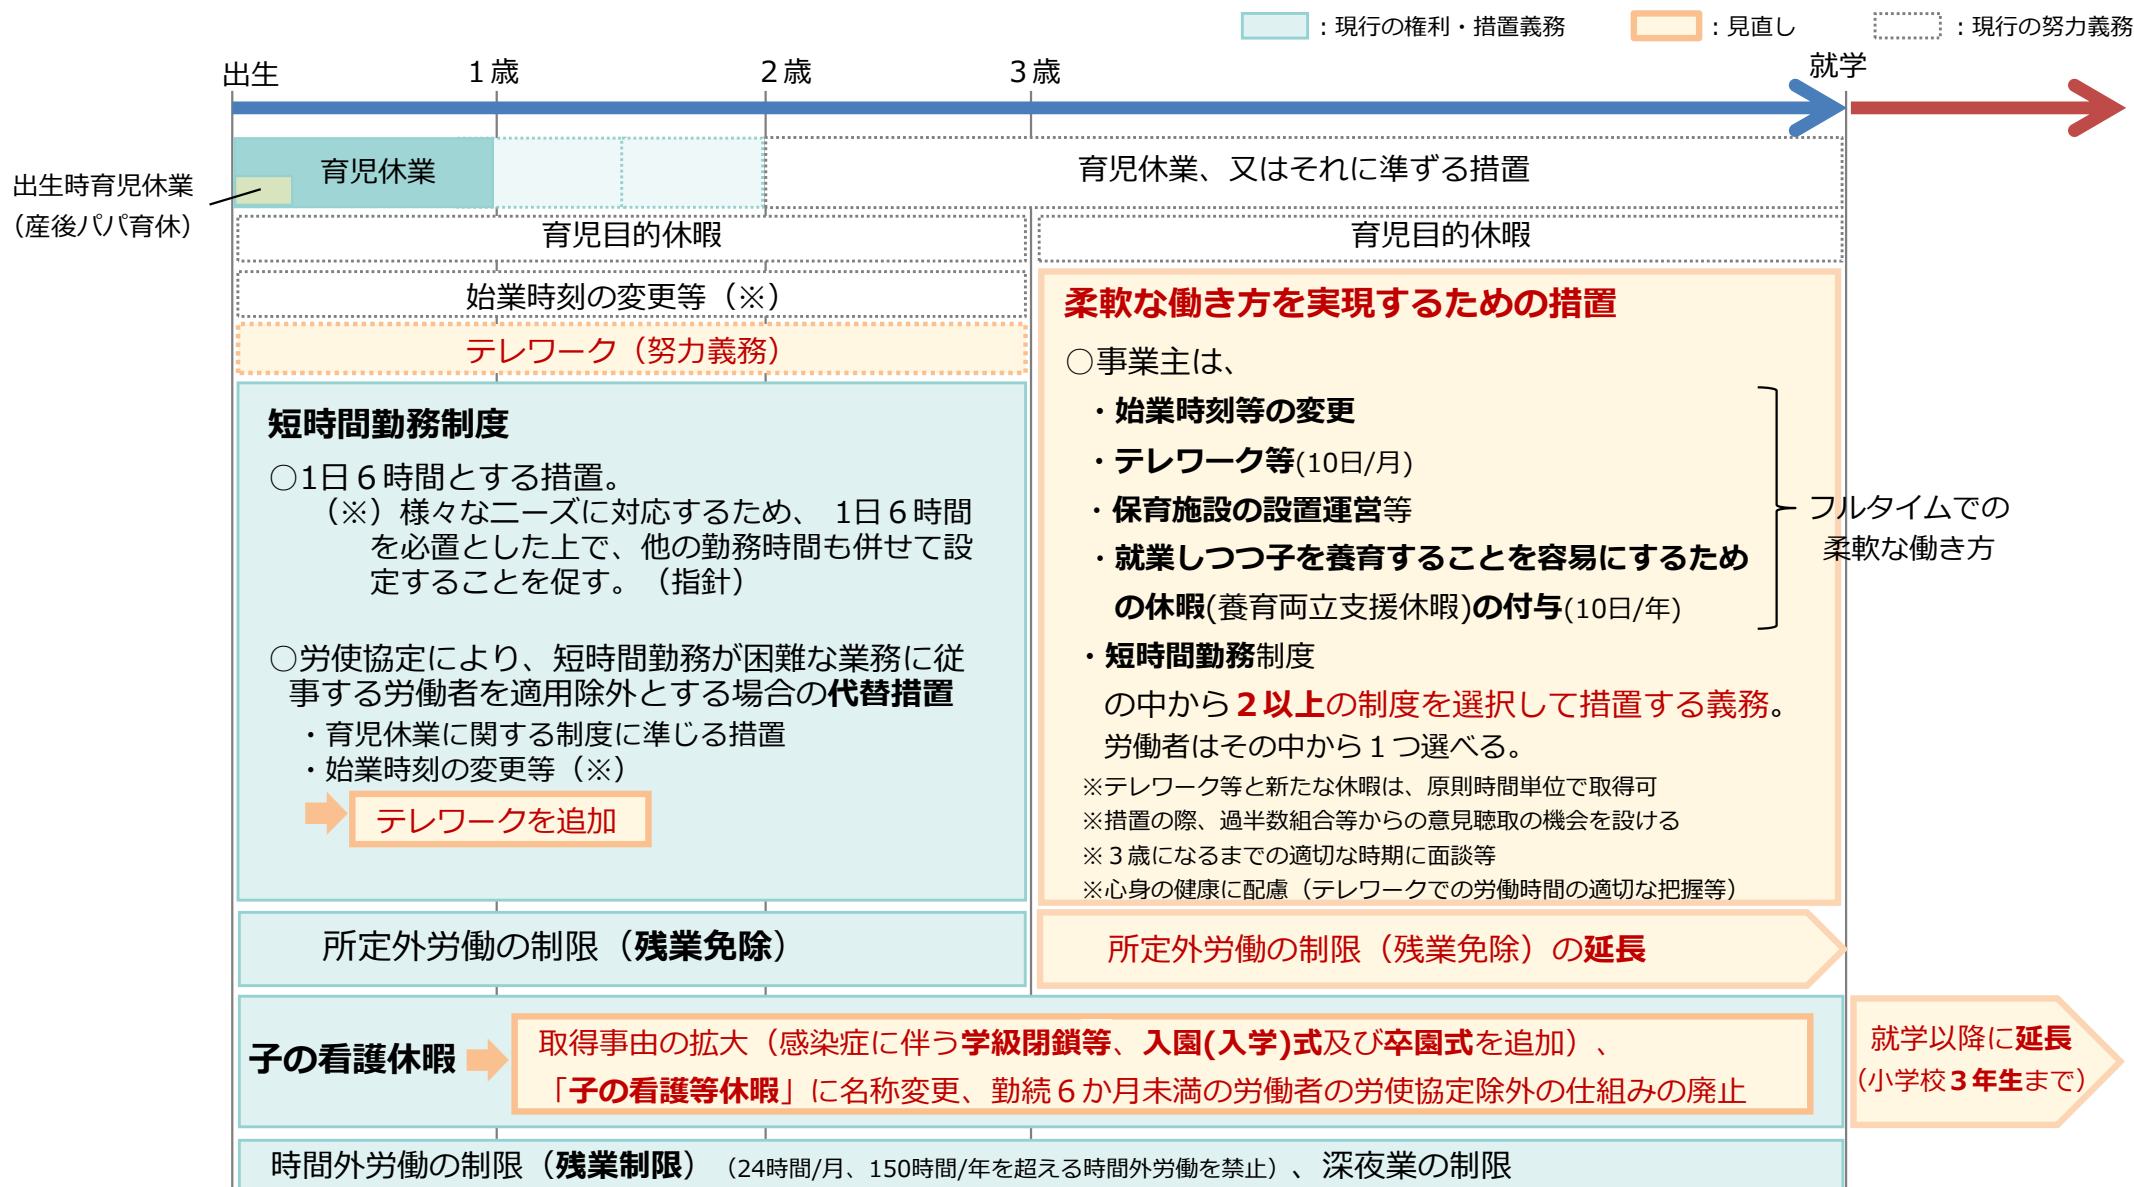 ：現行の権利・措置義務
：見直し
：現行の努力義務
出生
１歳
２歳
３歳
就学
育児休業
育児休業、又はそれに準ずる措置
出生時育児休業
（産後パパ育休）
育児目的休暇
育児目的休暇
始業時刻の変更等（※）
テレワーク（努力義務）
短時間勤務制度
○1日６時間とする措置。
（※）様々なニーズに対応するため、 1日６時間
を必置とした上で、他の勤務時間も併せて設
定することを促す。（指針）
○労使協定により、短時間勤務が困難な業務に従
事する労働者を適用除外とする場合の代替措置
・育児休業に関する制度に準じる措置
・始業時刻の変更等（※）
テレワークを追加
柔軟な働き方を実現するための措置
○事業主は、
・始業時刻等の変更
・テレワーク等(10日/月)
・保育施設の設置運営等
・就業しつつ子を養育することを容易にするため
の休暇(養育両立支援休暇)の付与(10日/年)
・短時間勤務制度
の中から２以上の制度を選択して措置する義務。
労働者はその中から１つ選べる。
※テレワーク等と新たな休暇は、原則時間単位で取得可
※措置の際、過半数組合等からの意見聴取の機会を設ける
※３歳になるまでの適切な時期に面談等
※心身の健康に配慮（テレワークでの労働時間の適切な把握等）
フルタイムでの
柔軟な働き方
所定外労働の制限（残業免除）
所定外労働の制限（残業免除）の延長
子の看護休暇
取得事由の拡大（感染症に伴う学級閉鎖等、入園(入学)式及び卒園式を追加）、
「子の看護等休暇」に名称変更、勤続６か月未満の労働者の労使協定除外の仕組みの廃止
就学以降に延長
（小学校３年生まで）
時間外労働の制限（残業制限）（24時間/月、150時間/年を超える時間外労働を禁止）、深夜業の制限